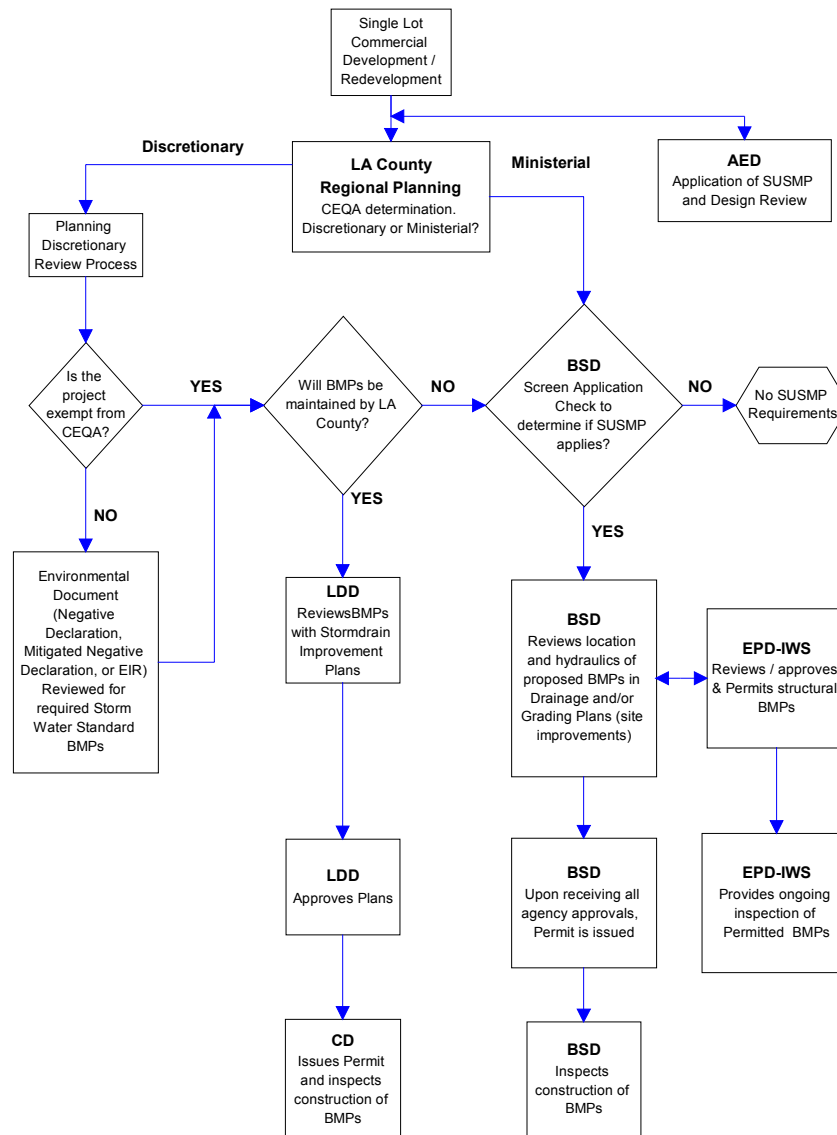 Single Lot
Commercial
Development /
Redevelopment
Discretionary
LA County
Regional Planning
CEQA determination.
Discretionary or Ministerial?
Ministerial
AED
Application of SUSMP
and Design Review
Planning
Discretionary
Review Process
Is the
project
exempt from
CEQA?
YES
NO
Will BMPs be
maintained by LA
County?
NO
YES
BSD
Screen Application
Check to
determine if SUSMP
applies?
NO
YES
No SUSMP
Requirements
Environmental
Document
(Negative
Declaration,
Mitigated Negative
Declaration, or EIR)
Reviewed for
required Storm
Water Standard
BMPs
LDD
ReviewsBMPs
with Stormdrain
Improvement
Plans
BSD
Reviews location
and hydraulics of
proposed BMPs in
Drainage and/or
Grading Plans (site
improvements)
EPD-IWS
Reviews / approves
& Permits structural
BMPs
LDD
Approves Plans
BSD
Upon receiving all
agency approvals,
Permit is issued
EPD-IWS
Provides ongoing
inspection of
Permitted BMPs
CD
Issues Permit
and inspects
construction of
BMPs
BSD
Inspects
construction of
BMPs